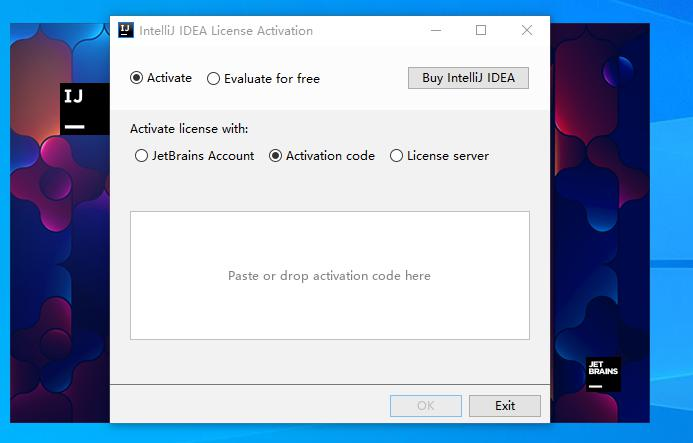 IntelliJ IDEA License Activation
Activate Evaluate for free Buy IntelliJ IDEA
IJ
Activate license with:
JetBrains Account Activation code License server
Paste or drop activation code here
JET
BRAINS
OK Exit